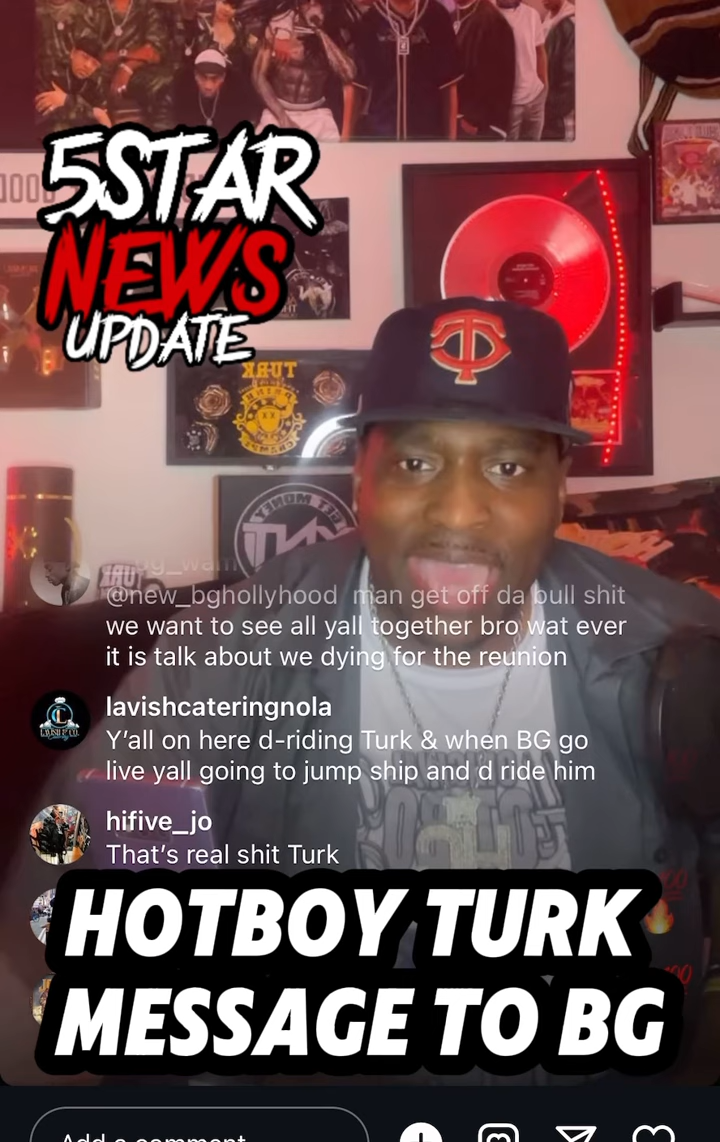 5STAR
NEWS
UPDATE
TURK
@new_bghollyhood man get off da bull shit
we want to see all yall together bro wat ever
it is talk about we dying for the reunion
lavishcateringnola
Y'all on here d-riding Turk & when BG go
live yall going to jump ship and d ride him
hifive_jo
That's real shit Turk
HOTBOY TURK
MESSAGE TO BG
Add a comment